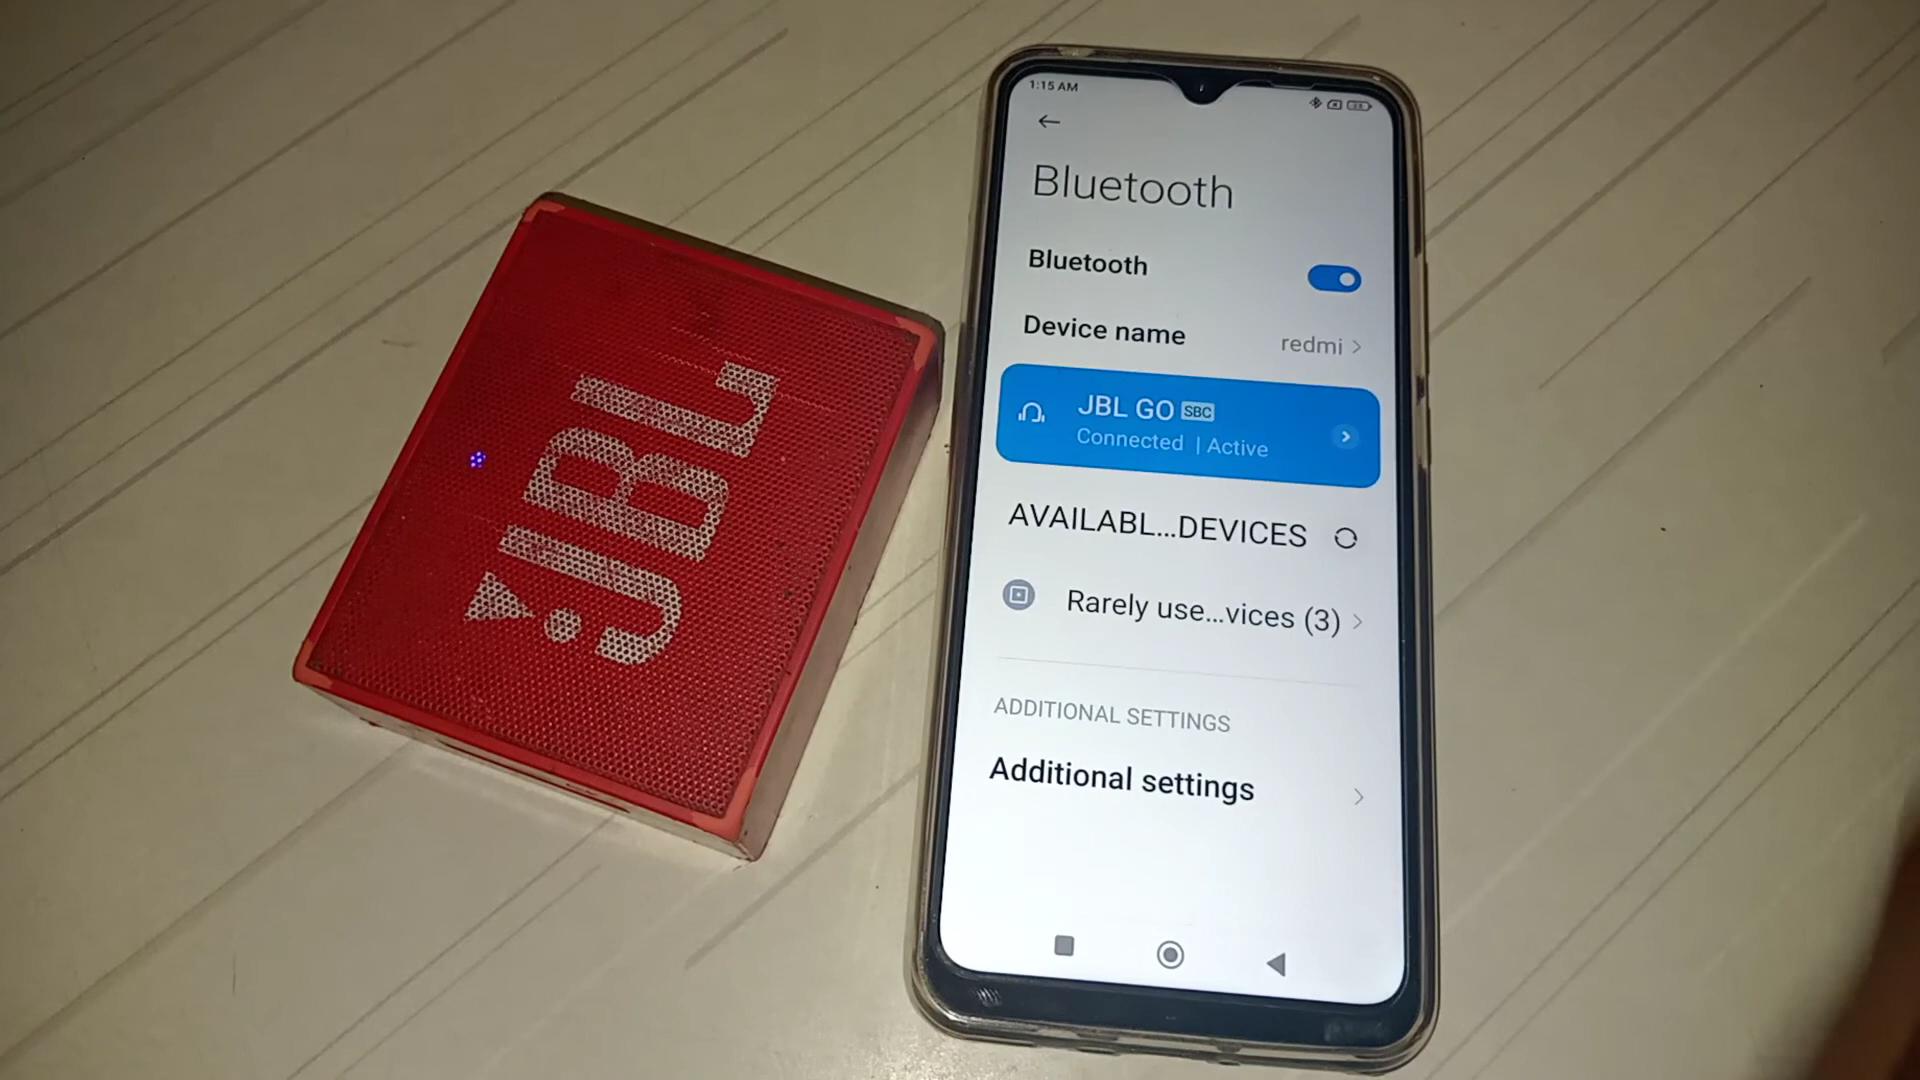 JBL
1:15 AM
Bluetooth
Bluetooth
Device name
redmi
JBL GO SBC
Connected | Active
AVAILABL...DEVICES
Rarely use...vices (3)
ADDITIONAL SETTINGS
Additional settings